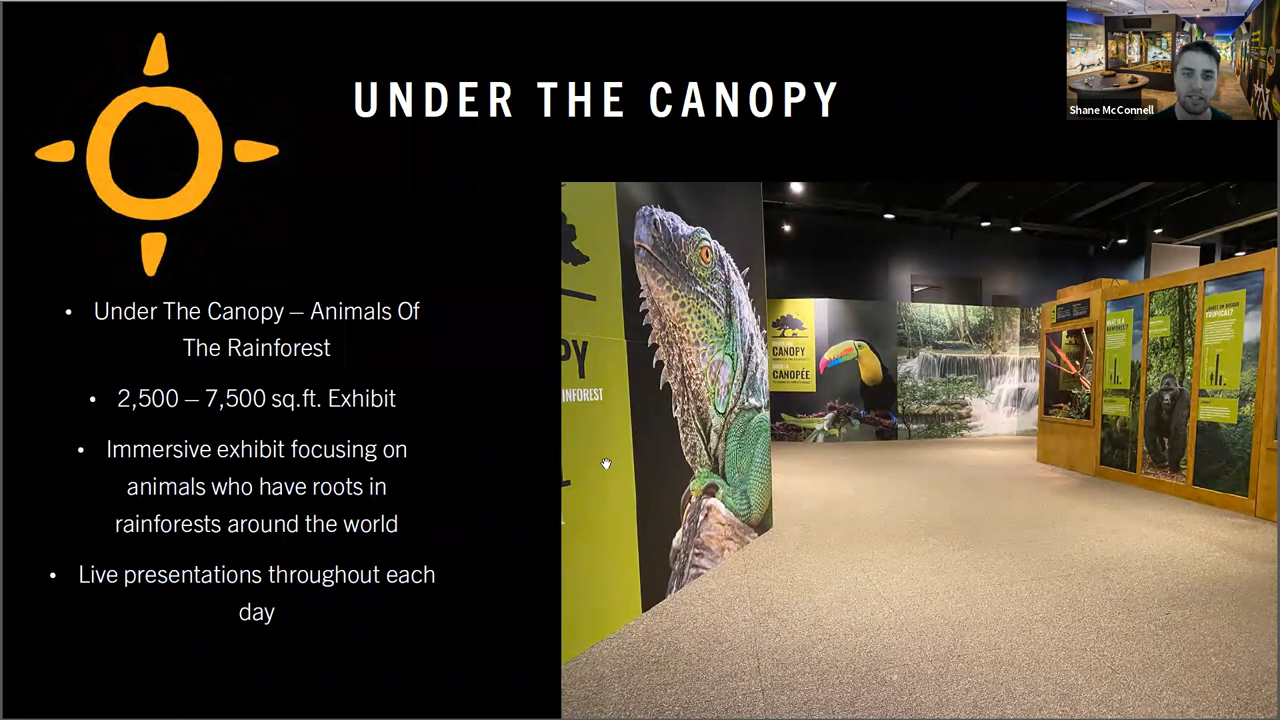 UNDER THE CANOPY
Shane McConnell
• Under The Canopy – Animals Of
The Rainforest
• 2,500 – 7,500 sq.ft. Exhibit
• Immersive exhibit focusing on
animals who have roots in
rainforests around the world
• Live presentations throughout each
day
PY
INFOREST
CANOPY
CANOPÉE
WHAT IS A
RAINFOREST?
TROPICAL?